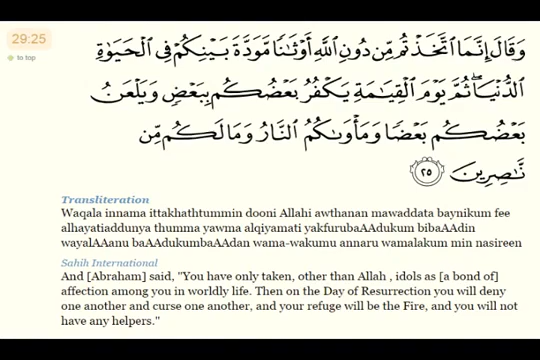 29:25
to top
وَقَالَ إِنَّمَا ٱتَّخَذْتُم مِّن دُونِ ٱللَّهِ أَوْثَـٰنًا مَّوَدَّةَ بَيْنِكُمْ فِى ٱلْحَيَوٰةِ
ٱلدُّنْيَا ۖ ثُمَّ يَوْمَ ٱلْقِيَـٰمَةِ يَكْفُرُ بَعْضُكُم بِبَعْضٍ وَيَلْعَنُ
بَعْضُكُم بَعْضًا وَمَأْوَىٰكُمُ ٱلنَّارُ وَمَا لَكُم مِّن
نَّـٰصِرِينَ ٢٥
Transliteration
Waqala innama ittakhathtummin dooni Allahi awthanan mawaddata baynikum fee
alhayatiaddunya thumma yawma alqiyamati yakfurubaAAdukum bibaAAdin
wayalAAanu baAAdukumbaAAdan wama-wakumu annaru wamalakum min nasireen
Sahih International
And [Abraham] said, "You have only taken, other than Allah , idols as [a bond of]
affection among you in worldly life. Then on the Day of Resurrection you will deny
one another and curse one another, and your refuge will be the Fire, and you will not
have any helpers."